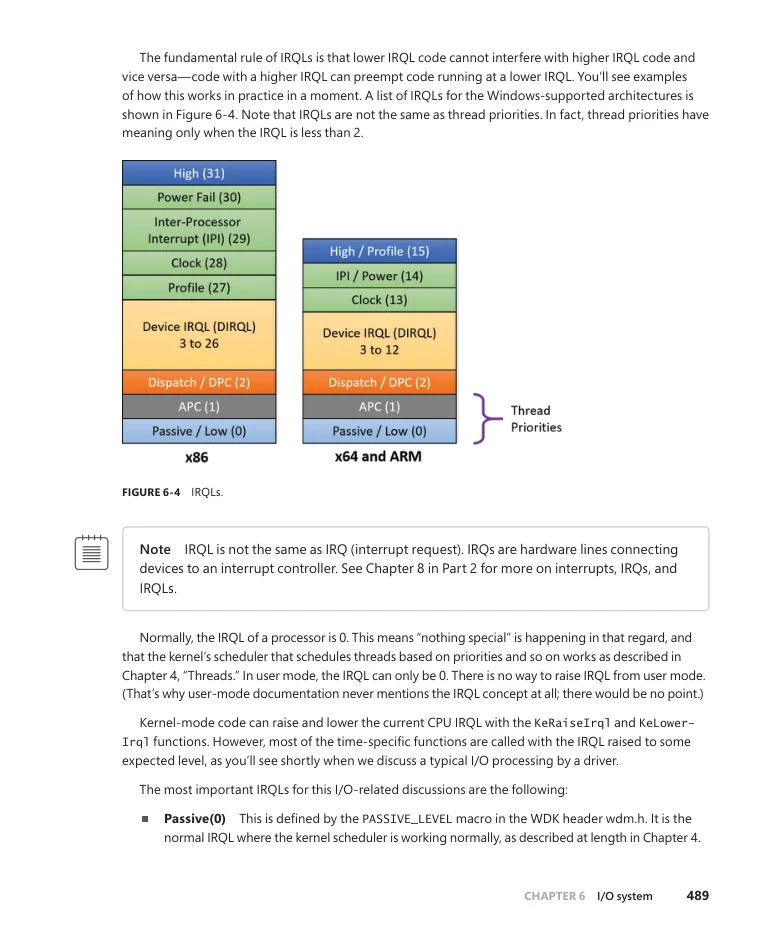 The fundamental rule of IRQLs is that lower IRQL code cannot interfere with higher IRQL code and
vice versa—code with a higher IRQL can preempt code running at a lower IRQL. You’ll see examples
of how this works in practice in a moment. A list of IRQLs for the Windows-supported architectures is
shown in Figure 6-4. Note that IRQLs are not the same as thread priorities. In fact, thread priorities have
meaning only when the IRQL is less than 2.
High (31)
Power Fail (30)
Inter-Processor
Interrupt (IPI) (29)
Clock (28)
Profile (27)
Device IRQL (DIRQL)
3 to 26
Dispatch / DPC (2)
APC (1)
Passive / Low (0)
x86
High / Profile (15)
IPI / Power (14)
Clock (13)
Device IRQL (DIRQL)
3 to 12
Dispatch / DPC (2)
APC (1)
Passive / Low (0)
x64 and ARM
Thread
Priorities
FIGURE 6-4 IRQLs.
Note IRQL is not the same as IRQ (interrupt request). IRQs are hardware lines connecting
devices to an interrupt controller. See Chapter 8 in Part 2 for more on interrupts, IRQs, and
IRQLs.
Normally, the IRQL of a processor is 0. This means “nothing special” is happening in that regard, and
that the kernel’s scheduler that schedules threads based on priorities and so on works as described in
Chapter 4, “Threads.” In user mode, the IRQL can only be 0. There is no way to raise IRQL from user mode.
(That’s why user-mode documentation never mentions the IRQL concept at all; there would be no point.)
Kernel-mode code can raise and lower the current CPU IRQL with the KeRaiseIrql and KeLower-
Irql functions. However, most of the time-specific functions are called with the IRQL raised to some
expected level, as you’ll see shortly when we discuss a typical I/O processing by a driver.
The most important IRQLs for this I/O-related discussions are the following:
■ Passive(0) This is defined by the PASSIVE_LEVEL macro in the WDK header wdm.h. It is the
normal IRQL where the kernel scheduler is working normally, as described at length in Chapter 4.
CHAPTER 6 I/O system 489